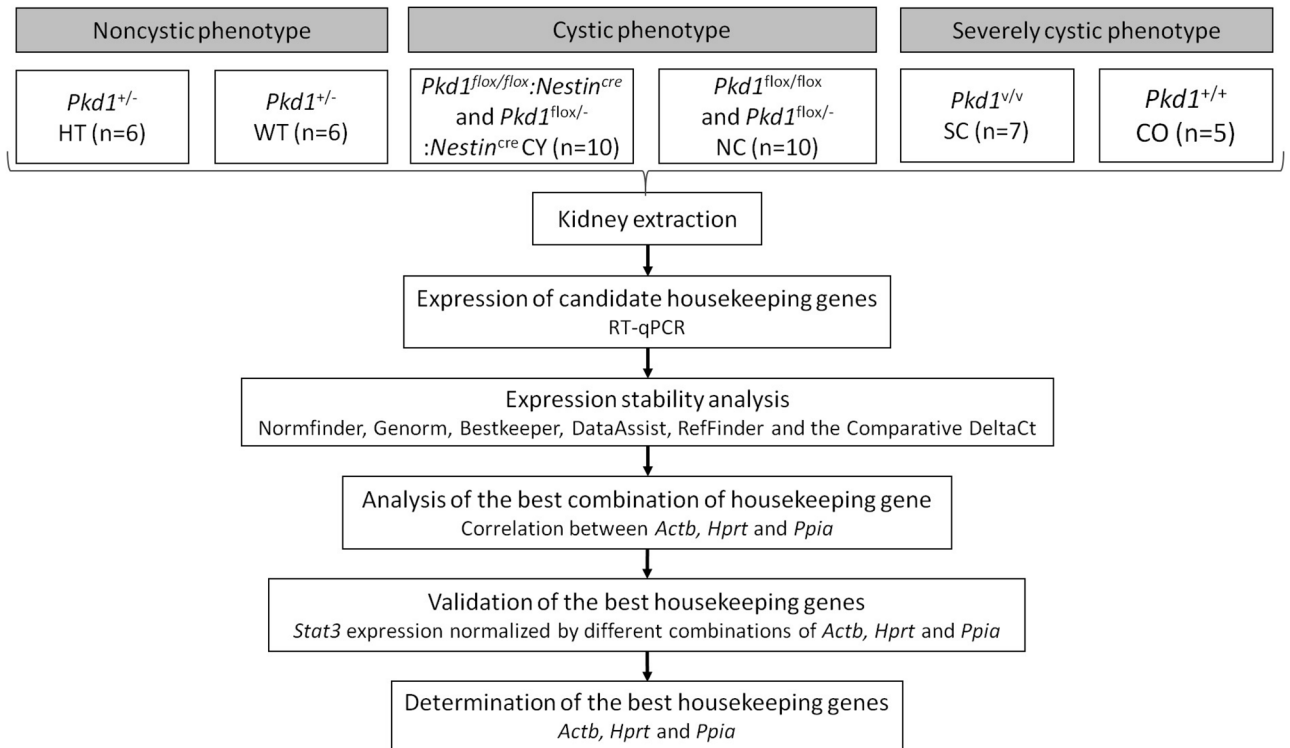 Noncystic phenotype
Cystic phenotype
Severely cystic phenotype
Pkd1+/-
HT (n=6)
Pkd1+/-
WT (n=6)
Pkd1flox/flox:Nestincre
and Pkd1flox/-
:Nestincre CY (n=10)
Pkd1flox/flox
and Pkd1flox/-
NC (n=10)
Pkd1v/v
SC (n=7)
Pkd1+/+
CO (n=5)
Kidney extraction
Expression of candidate housekeeping genes
RT-qPCR
Expression stability analysis
Normfinder, Genorm, Bestkeeper, DataAssist, RefFinder and the Comparative DeltaCt
Analysis of the best combination of housekeeping gene
Correlation between Actb, Hprt and Ppia
Validation of the best housekeeping genes
Stat3 expression normalized by different combinations of Actb, Hprt and Ppia
Determination of the best housekeeping genes
Actb, Hprt and Ppia